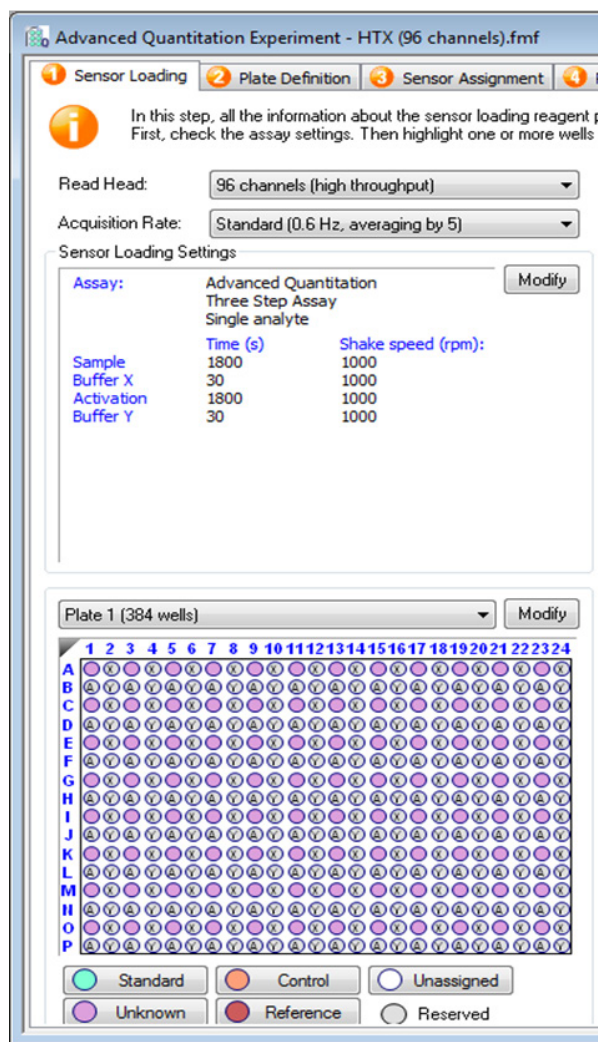 Advanced Quantitation Experiment - HTX (96 channels).fmf
1 Sensor Loading 2 Plate Definition 3 Sensor Assignment 4
In this step, all the information about the sensor loading reagent
First, check the assay settings. Then highlight one or more wells
Read Head: 96 channels (high throughput)
Acquisition Rate: Standard (0.6 Hz, averaging by 5)
Sensor Loading Settings
Assay: Advanced Quantitation Modify
Three Step Assay
Single analyte
Time (s) Shake speed (rpm):
Sample 1800 1000
Buffer X 30 1000
Activation 1800 1000
Buffer Y 30 1000
Plate 1 (384 wells) Modify
1 2 3 4 5 6 7 8 9 10 11 12 13 14 15 16 17 18 19 20 21 22 23 24
A X X X X X X X X X X X X
B A Y A Y A Y A Y A Y A Y A Y A Y A Y A Y A Y A Y
C X X X X X X X X X X X X
D A Y A Y A Y A Y A Y A Y A Y A Y A Y A Y A Y A Y
E X X X X X X X X X X X X
F A Y A Y A Y A Y A Y A Y A Y A Y A Y A Y A Y A Y
G X X X X X X X X X X X X
H A Y A Y A Y A Y A Y A Y A Y A Y A Y A Y A Y A Y
I X X X X X X X X X X X X
J A Y A Y A Y A Y A Y A Y A Y A Y A Y A Y A Y A Y
K X X X X X X X X X X X X
L A Y A Y A Y A Y A Y A Y A Y A Y A Y A Y A Y A Y
M X X X X X X X X X X X X
N A Y A Y A Y A Y A Y A Y A Y A Y A Y A Y A Y A Y
O X X X X X X X X X X X X
P A Y A Y A Y A Y A Y A Y A Y A Y A Y A Y A Y A Y
Standard Control Unassigned
Unknown Reference Reserved